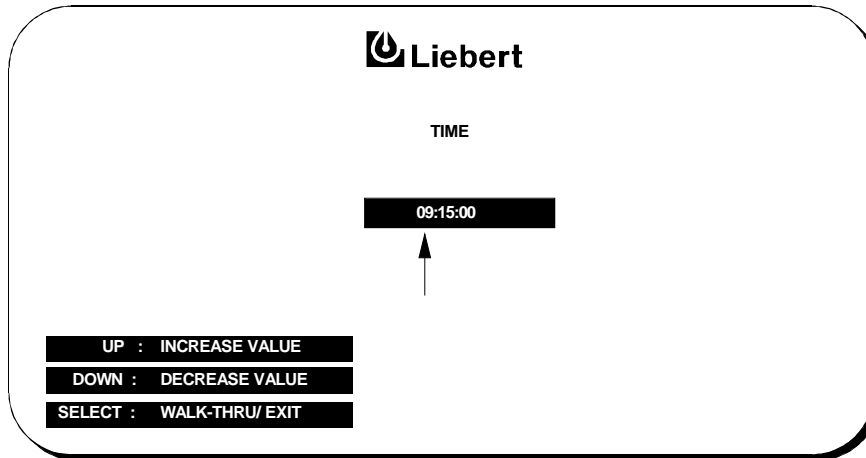 Liebert
TIME
09:15:00
UP : INCREASE VALUE
DOWN : DECREASE VALUE
SELECT : WALK-THRU/ EXIT